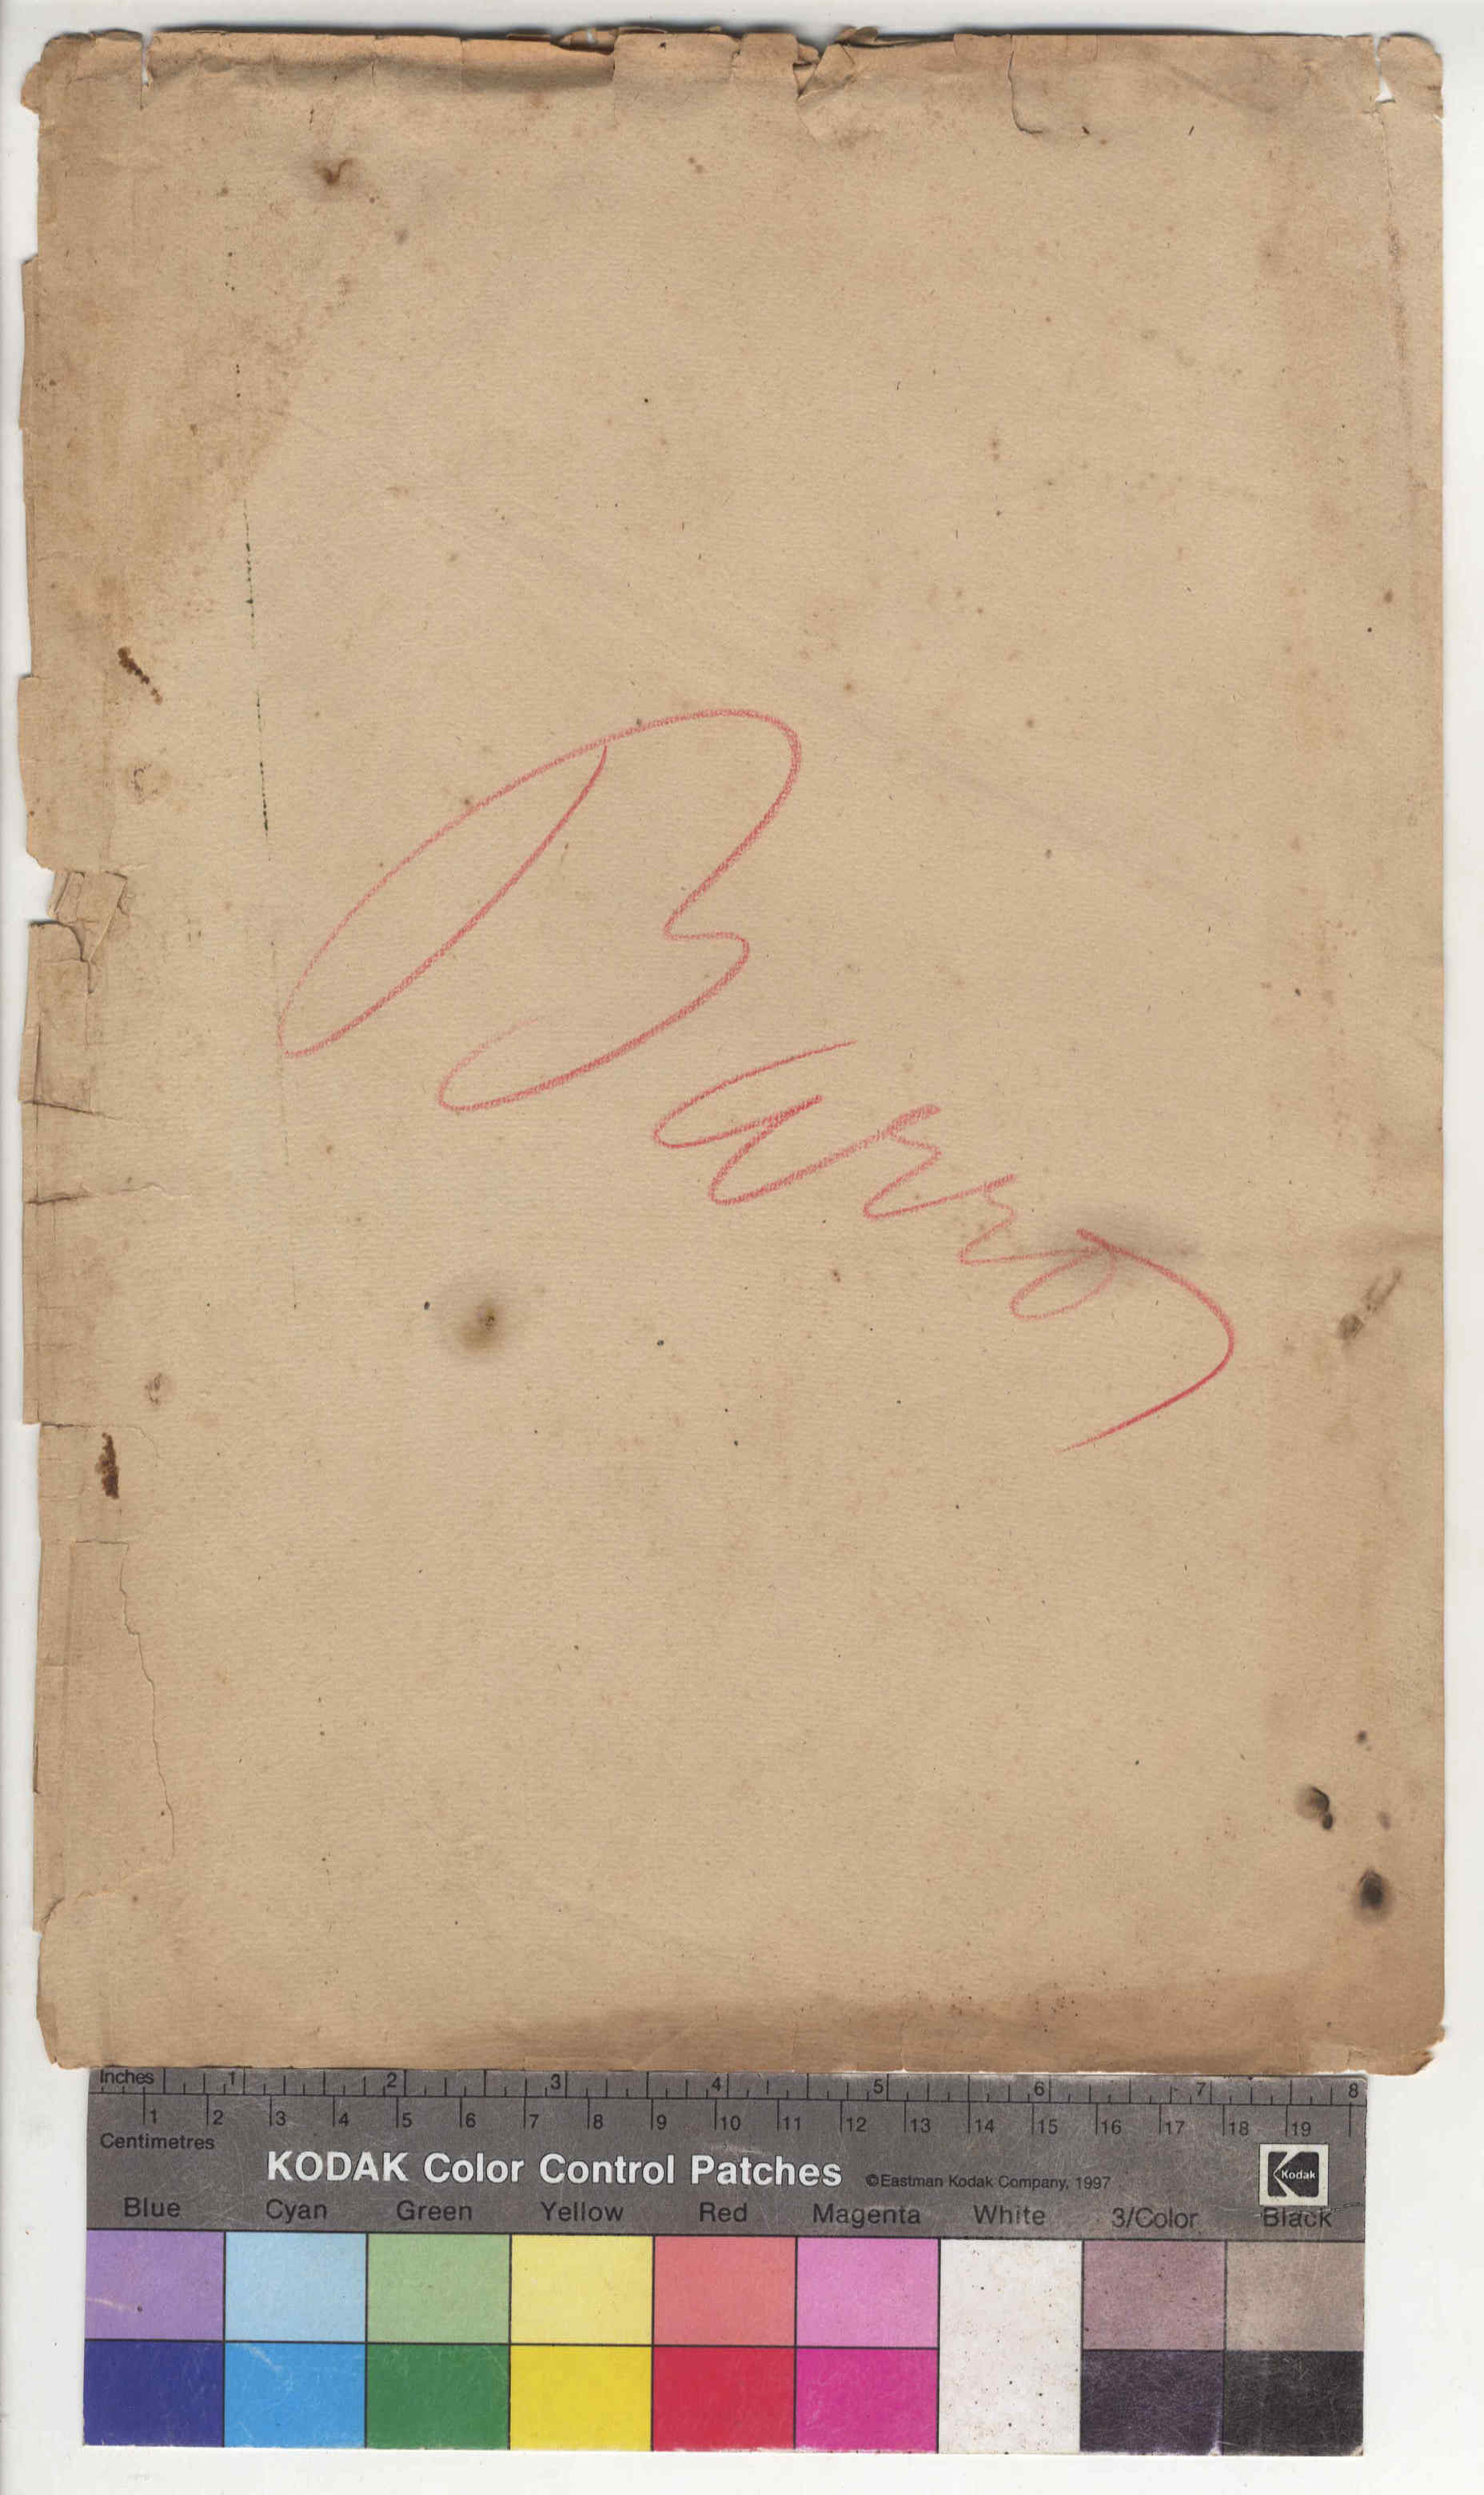 Barros
Inches 1 2 3 4 5 6 7 8
1 2 3 4 5 6 7 8 9 10 11 12 13 14 15 16 17 18 19
Centimetres
KODAK Color Control Patches ©Eastman Kodak Company, 1997 Kodak
Blue Cyan Green Yellow Red Magenta White 3/Color Black